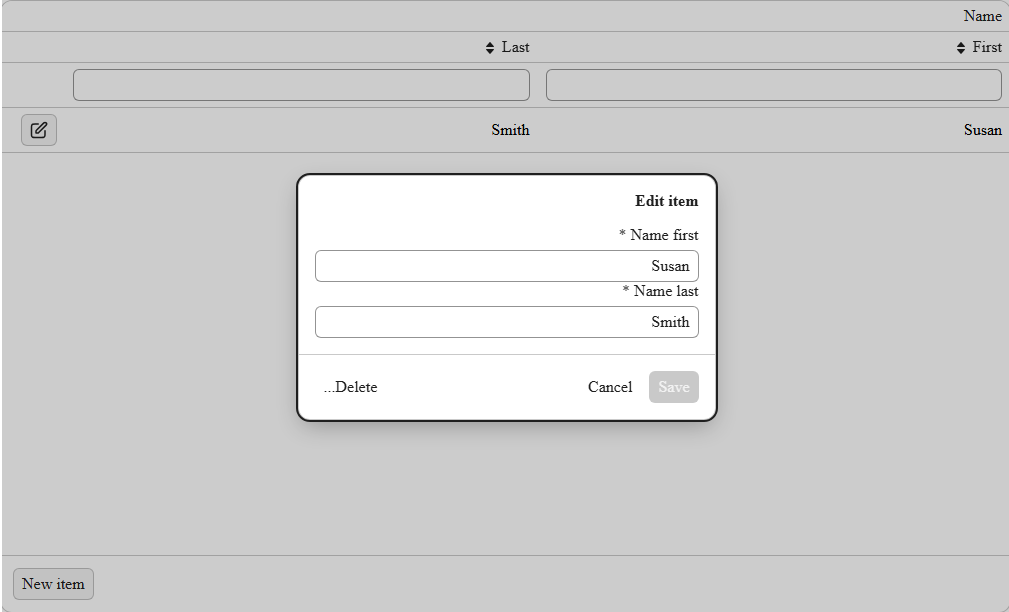 Name
First
Last
Susan
Smith
Edit item
* Name first
Susan
* Name last
Smith
Save
Cancel
...Delete
New item